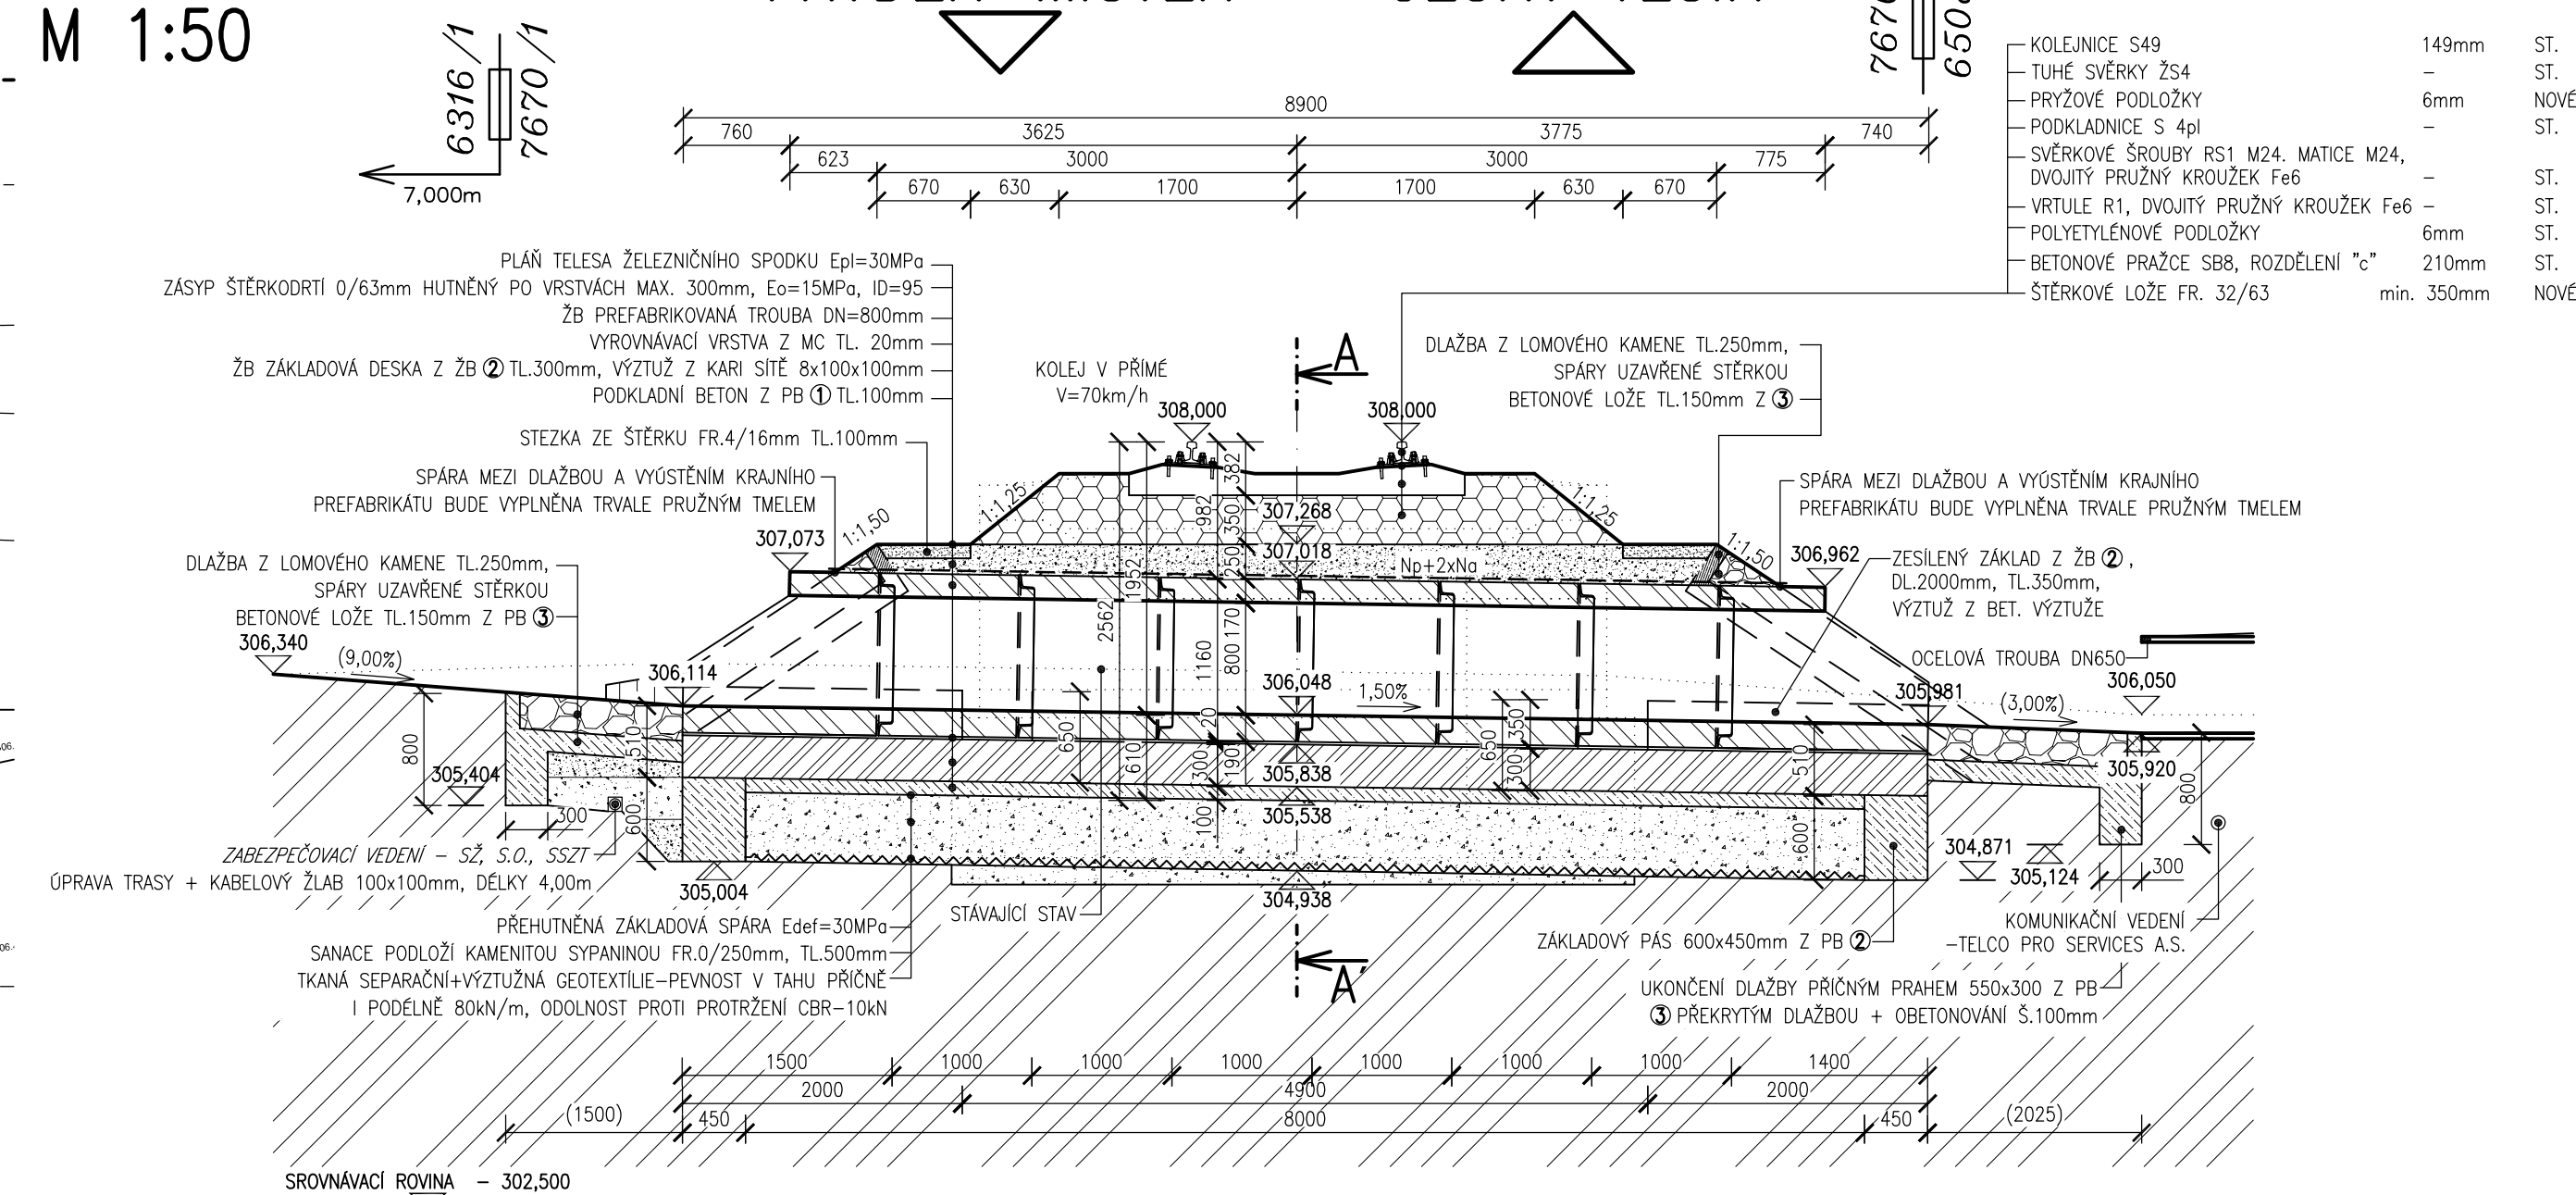 M 1:50
6316/1
7670/1
7,000m
8900
760 3625 3775 740
623 3000 3000 775
670 630 1700 1700 630 670
KOLEJNICE S49 149mm ST.
TUHÉ SVĚRKY ŽS4 – ST.
PRYŽOVÉ PODLOŽKY 6mm NOVÉ
PODKLADNICE S 4pl – ST.
SVĚRKOVÉ ŠROUBY RS1 M24. MATICE M24,
DVOJITÝ PRUŽNÝ KROUŽEK Fe6 – ST.
VRTULE R1, DVOJITÝ PRUŽNÝ KROUŽEK Fe6 – ST.
POLYETYLÉNOVÉ PODLOŽKY 6mm ST.
BETONOVÉ PRAŽCE SB8, ROZDĚLENÍ "c" 210mm ST.
ŠTĚRKOVÉ LOŽE FR. 32/63 min. 350mm NOVÉ
PLÁŇ TELESA ŽELEZNIČNÍHO SPODKU Epl=30MPa
ZÁSYP ŠTĚRKODRTÍ 0/63mm HUTNĚNÝ PO VRSTVÁCH MAX. 300mm, Eo=15MPa, ID=95
ŽB PREFABRIKOVANÁ TROUBA DN=800mm
VYROVNÁVACÍ VRSTVA Z MC TL. 20mm
ŽB ZÁKLADOVÁ DESKA Z ŽB ② TL.300mm, VÝZTUŽ Z KARI SÍTĚ 8x100x100mm
PODKLADNÍ BETON Z PB ① TL.100mm
STEZKA ZE ŠTĚRKU FR.4/16mm TL.100mm
SPÁRA MEZI DLAŽBOU A VYÚSTĚNÍM KRAJNÍHO
PREFABRIKÁTU BUDE VYPLNĚNA TRVALE PRUŽNÝM TMELEM
DLAŽBA Z LOMOVÉHO KAMENE TL.250mm,
SPÁRY UZAVŘENÉ STĚRKOU
BETONOVÉ LOŽE TL.150mm Z PB ③
KOLEJ V PŘÍMÉ
V=70km/h
A
308,000 308,000
DLAŽBA Z LOMOVÉHO KAMENE TL.250mm,
SPÁRY UZAVŘENÉ STĚRKOU
BETONOVÉ LOŽE TL.150mm Z ③
SPÁRA MEZI DLAŽBOU A VYÚSTĚNÍM KRAJNÍHO
PREFABRIKÁTU BUDE VYPLNĚNA TRVALE PRUŽNÝM TMELEM
ZESÍLENÝ ZÁKLAD Z ŽB ②,
DL.2000mm, TL.350mm,
VÝZTUŽ Z BET. VÝZTUŽE
OCELOVÁ TROUBA DN650
1:1,50 1:1,25 1:1,25 1:1,50
307,073 307,268 306,962
307,018
Np+2xNa
382
982 350
250
1952
2562
1160 800 170
306,340 (9,00%) 306,114 306,048 1,50% 305,981 (3,00%) 306,050
800 510 650 610 20 300 190 650 350 300 510 800
305,404 305,838 305,920
300 600 100 305,538 600 304,871
305,004 304,938 305,124 300
ZABEZPEČOVACÍ VEDENÍ – SŽ, S.O., SSZT
ÚPRAVA TRASY + KABELOVÝ ŽLAB 100x100mm, DÉLKY 4,00m
PŘEHUTNĚNÁ ZÁKLADOVÁ SPÁRA Edef=30MPa
SANACE PODLOŽÍ KAMENITOU SYPANINOU FR.0/250mm, TL.500mm
TKANÁ SEPARAČNÍ+VÝZTUŽNÁ GEOTEXTÍLIE–PEVNOST V TAHU PŘÍČNĚ
I PODÉLNĚ 80kN/m, ODOLNOST PROTI PROTRŽENÍ CBR–10kN
STÁVAJÍCÍ STAV
A'
ZÁKLADOVÝ PÁS 600x450mm Z PB ②
KOMUNIKAČNÍ VEDENÍ
–TELCO PRO SERVICES A.S.
UKONČENÍ DLAŽBY PŘÍČNÝM PRAHEM 550x300 Z PB
③ PŘEKRYTÝM DLAŽBOU + OBETONOVÁNÍ Š.100mm
1500 1000 1000 1000 1000 1000 1000 1400
2000 4900 2000
(1500) 450 8000 450 (2025)
SROVNÁVACÍ ROVINA – 302,500